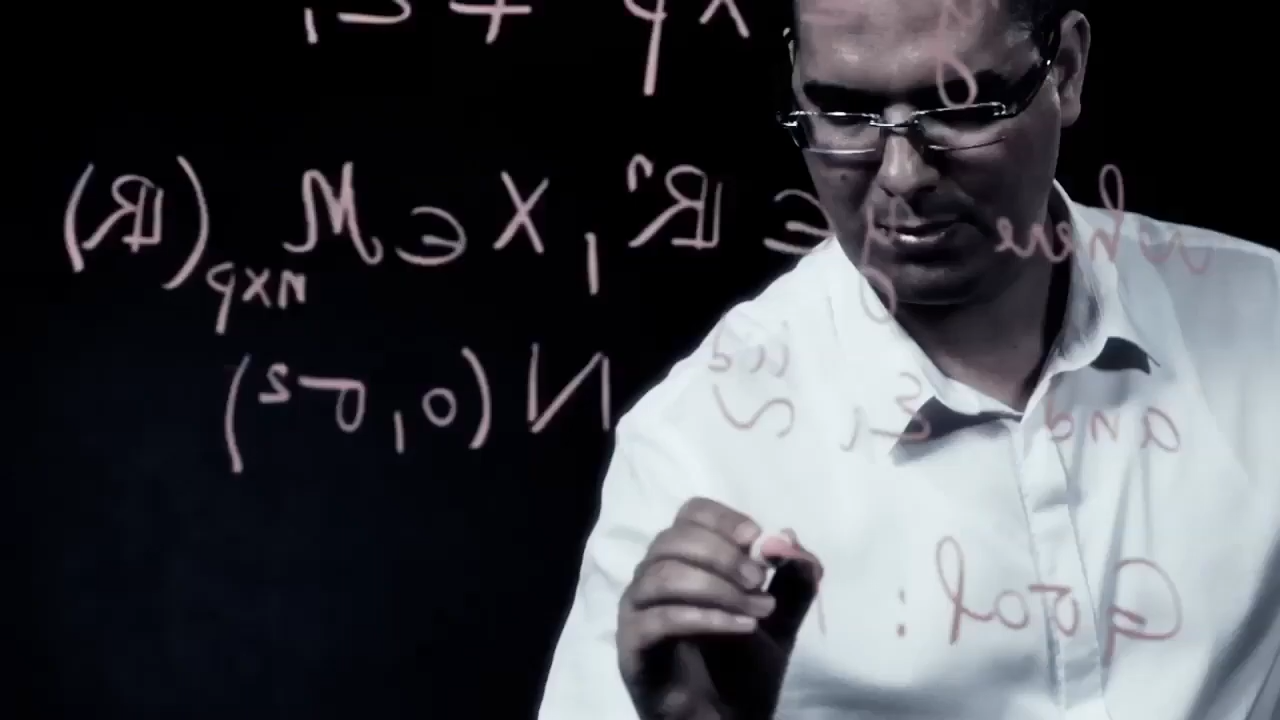 y = Xβ + ε,
where y ∈ ℝⁿ, X ∈ M_{n×p}(ℝ)
and ε_i ~^{iid} N(0, σ²)
Goal :